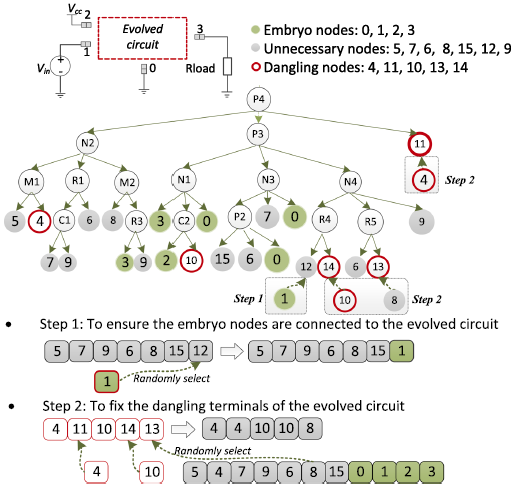 Vcc
2
Evolved circuit
3
1
0
Vin
Rload
Embryo nodes: 0, 1, 2, 3
Unnecessary nodes: 5, 7, 6, 8, 15, 12, 9
Dangling nodes: 4, 11, 10, 13, 14
P4
N2 P3 11
M1 R1 M2 N1 N3 N4 4 Step 2
5 4 C1 6 8 R3 3 C2 0 P2 7 0 R4 R5 9
7 9 3 9 2 10 15 6 0 12 14 6 13
Step 1 1 10 8 Step 2
• Step 1: To ensure the embryo nodes are connected to the evolved circuit
5 7 9 6 8 15 12 5 7 9 6 8 15 1
1 Randomly select
• Step 2: To fix the dangling terminals of the evolved circuit
4 11 10 14 13 4 4 10 10 8
Randomly select
4 10 5 4 7 9 6 8 15 0 1 2 3